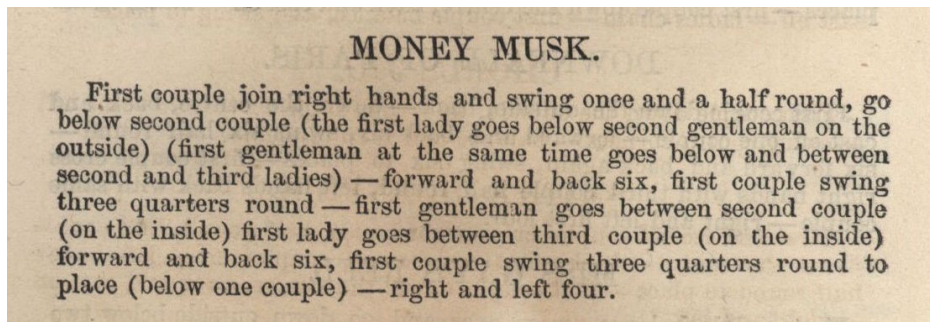 MONEY MUSK.
First couple join right hands and swing once and a half round, go
below second couple (the first lady goes below second gentleman on the
outside) (first gentleman at the same time goes below and between
second and third ladies) — forward and back six, first couple swing
three quarters round — first gentleman goes between second couple
(on the inside) first lady goes between third couple (on the inside)
forward and back six, first couple swing three quarters round to
place (below one couple) — right and left four.